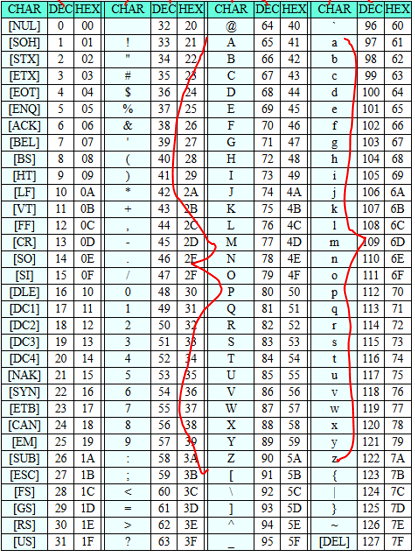 CHAR DEC HEX CHAR DEC HEX CHAR DEC HEX CHAR DEC HEX
[NUL] 0 00 32 20 @ 64 40 ` 96 60
[SOH] 1 01 ! 33 21 A 65 41 a 97 61
[STX] 2 02 " 34 22 B 66 42 b 98 62
[ETX] 3 03 # 35 23 C 67 43 c 99 63
[EOT] 4 04 $ 36 24 D 68 44 d 100 64
[ENQ] 5 05 % 37 25 E 69 45 e 101 65
[ACK] 6 06 & 38 26 F 70 46 f 102 66
[BEL] 7 07 ' 39 27 G 71 47 g 103 67
[BS] 8 08 ( 40 28 H 72 48 h 104 68
[HT] 9 09 ) 41 29 I 73 49 i 105 69
[LF] 10 0A * 42 2A J 74 4A j 106 6A
[VT] 11 0B + 43 2B K 75 4B k 107 6B
[FF] 12 0C , 44 2C L 76 4C l 108 6C
[CR] 13 0D - 45 2D M 77 4D m 109 6D
[SO] 14 0E . 46 2E N 78 4E n 110 6E
[SI] 15 0F / 47 2F O 79 4F o 111 6F
[DLE] 16 10 0 48 30 P 80 50 p 112 70
[DC1] 17 11 1 49 31 Q 81 51 q 113 71
[DC2] 18 12 2 50 32 R 82 52 r 114 72
[DC3] 19 13 3 51 33 S 83 53 s 115 73
[DC4] 20 14 4 52 34 T 84 54 t 116 74
[NAK] 21 15 5 53 35 U 85 55 u 117 75
[SYN] 22 16 6 54 36 V 86 56 v 118 76
[ETB] 23 17 7 55 37 W 87 57 w 119 77
[CAN] 24 18 8 56 38 X 88 58 x 120 78
[EM] 25 19 9 57 39 Y 89 59 y 121 79
[SUB] 26 1A : 58 3A Z 90 5A z 122 7A
[ESC] 27 1B ; 59 3B [ 91 5B { 123 7B
[FS] 28 1C < 60 3C \ 92 5C | 124 7C
[GS] 29 1D = 61 3D ] 93 5D } 125 7D
[RS] 30 1E > 62 3E ^ 94 5E ~ 126 7E
[US] 31 1F ? 63 3F _ 95 5F [DEL] 127 7F